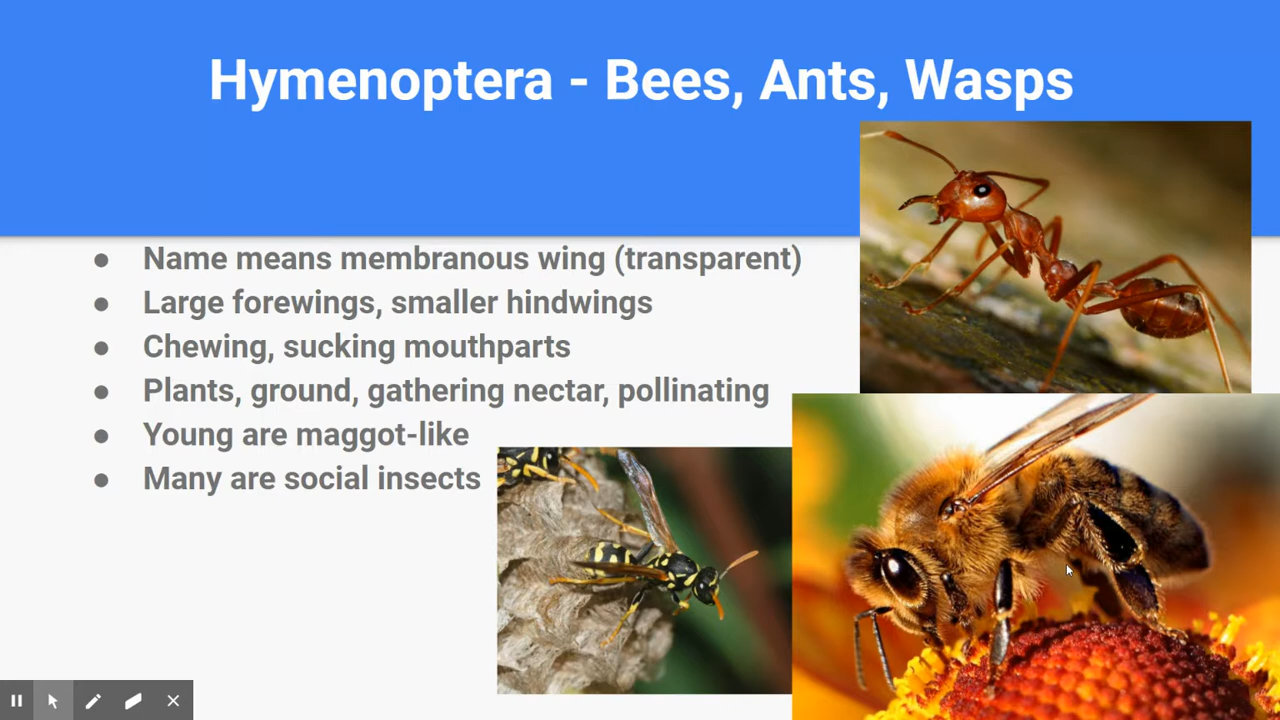 Hymenoptera - Bees, Ants, Wasps
● Name means membranous wing (transparent)
● Large forewings, smaller hindwings
● Chewing, sucking mouthparts
● Plants, ground, gathering nectar, pollinating
● Young are maggot-like
● Many are social insects